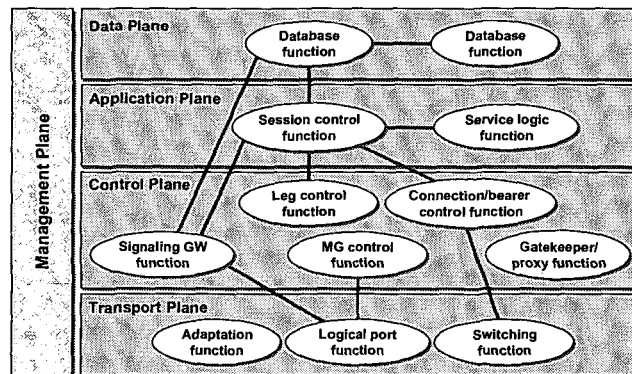 Management Plane
Data Plane
Database
function
Database
function
Application Plane
Session control
function
Service logic
function
Control Plane
Leg control
function
Connection/bearer
control function
Signaling GW
function
MG control
function
Gatekeeper/
proxy function
Transport Plane
Adaptation
function
Logical port
function
Switching
function